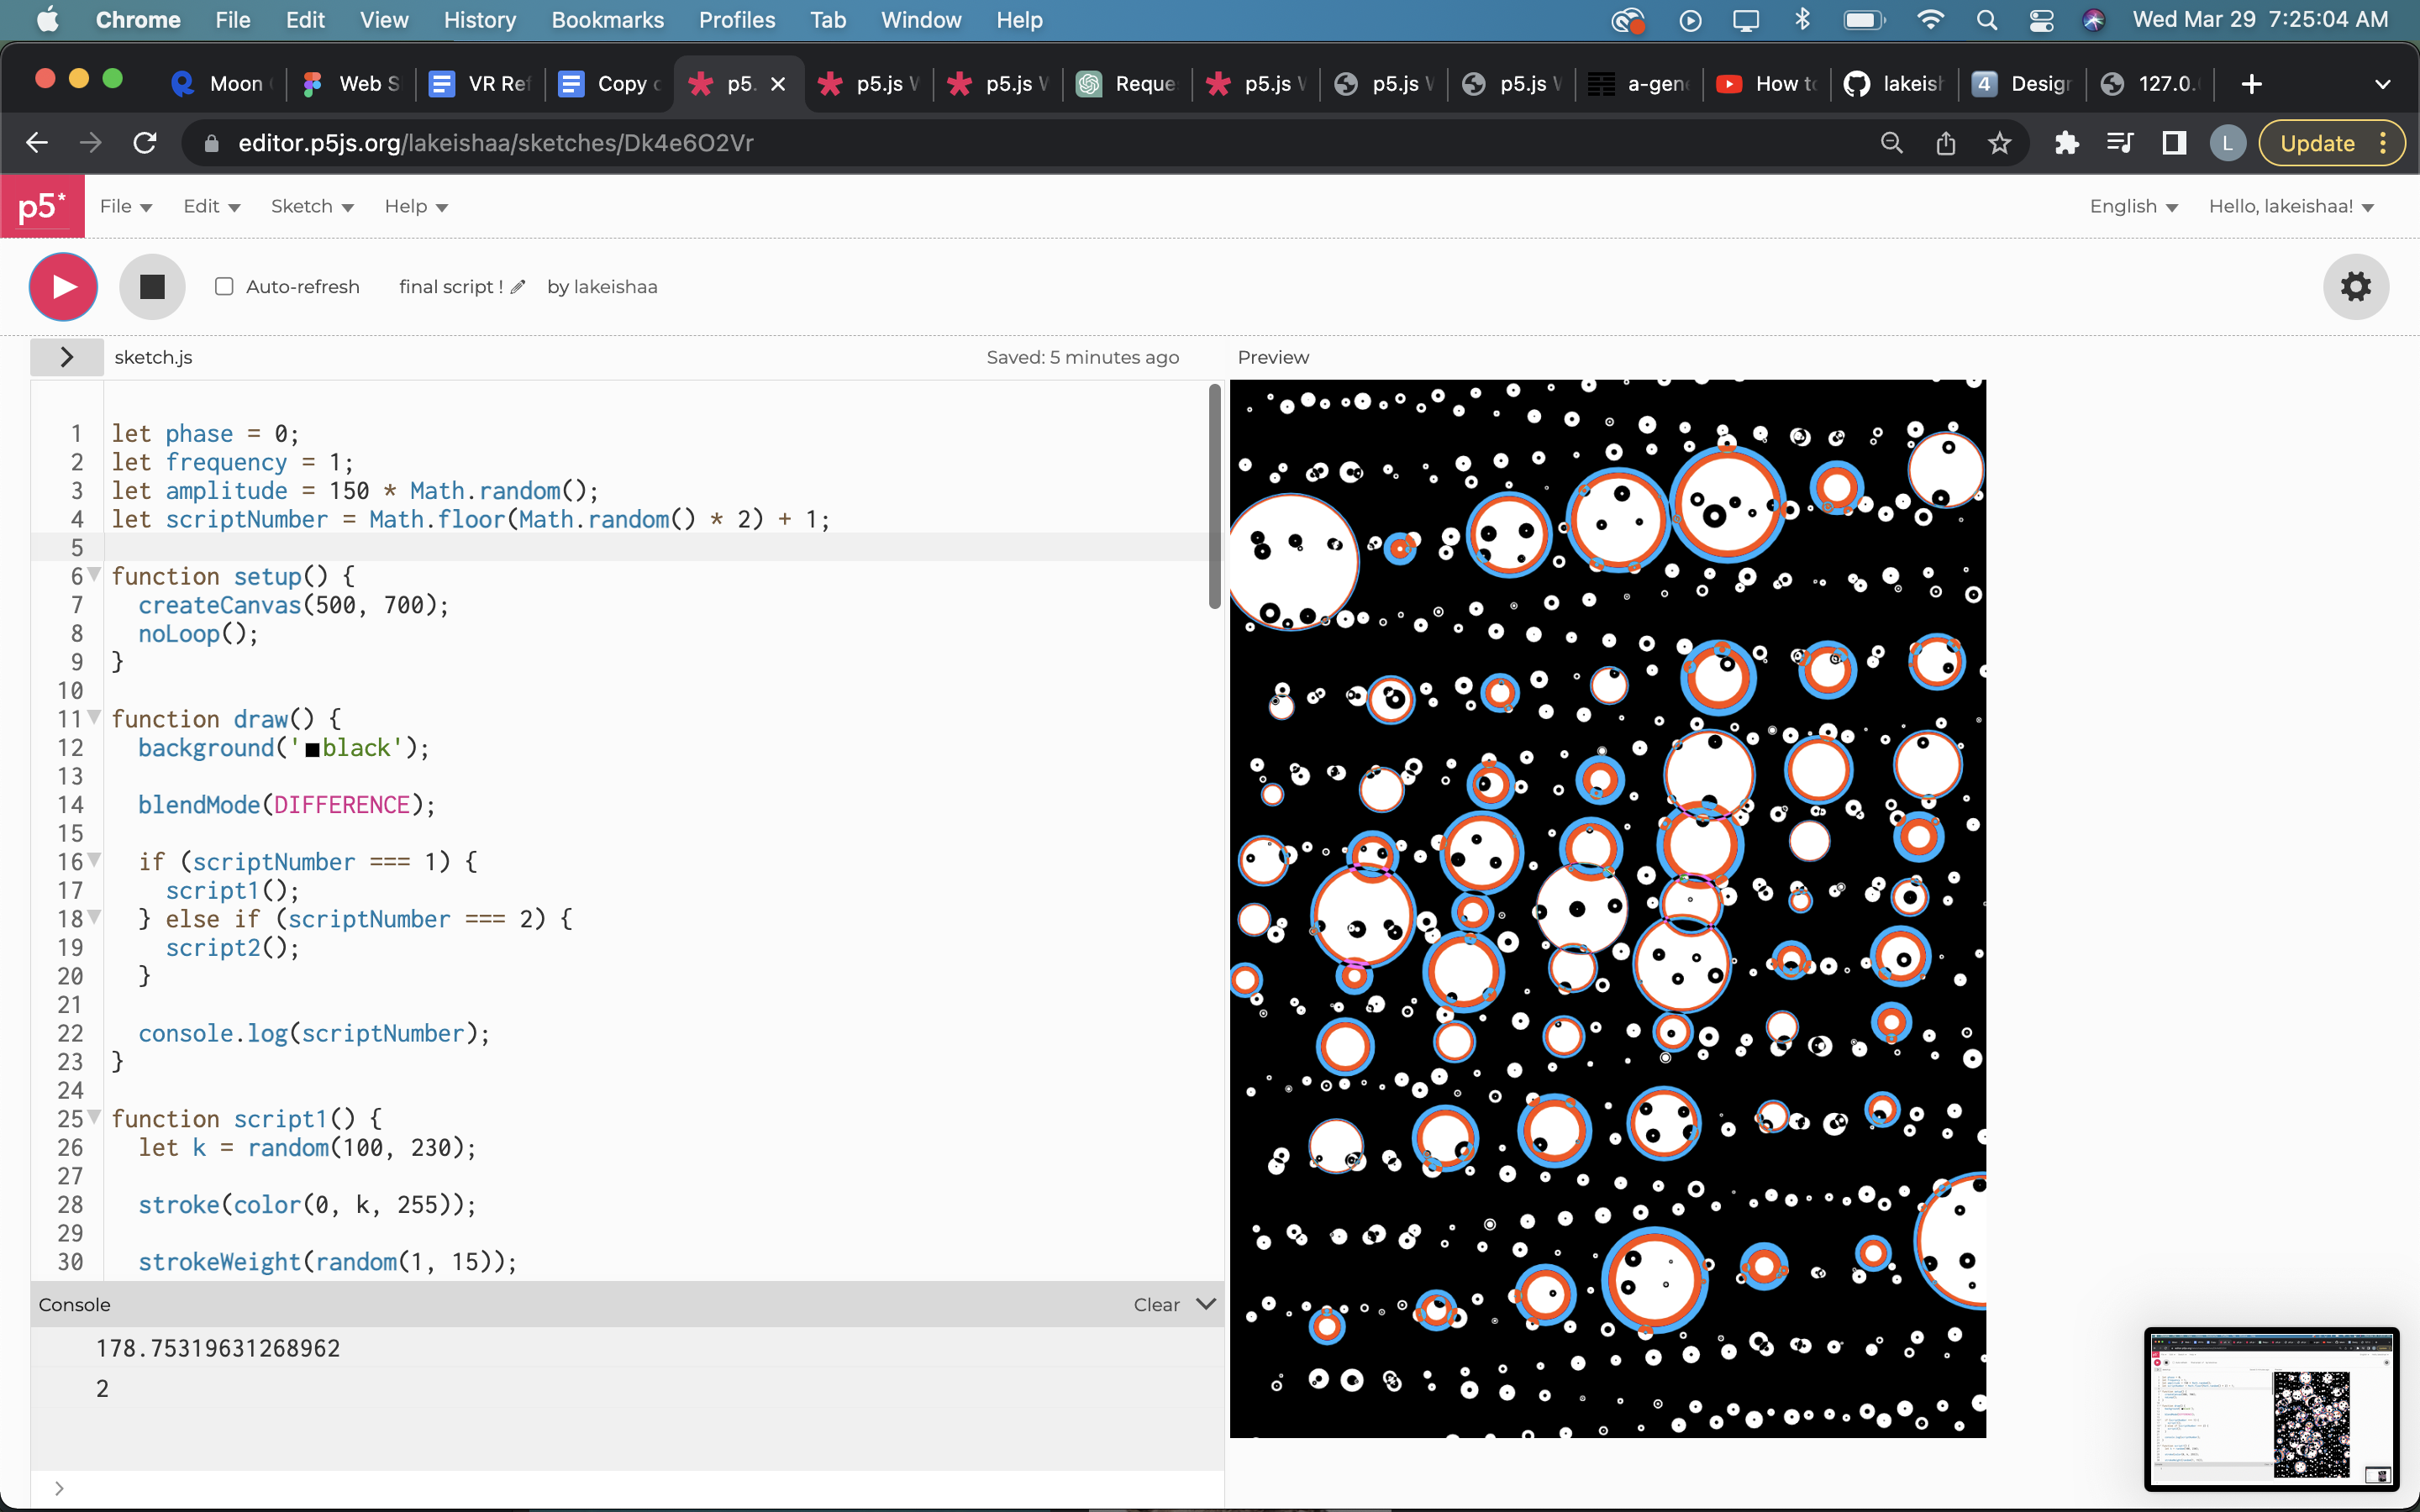 Chrome File Edit View History Bookmarks Profiles Tab Window Help Wed Mar 29 7:25:04 AM
Moon Web S VR Ref Copy p5. p5.js p5.js Reque p5.js p5.js p5.js a-gen How to lakeish 4 Design 127.0.
editor.p5js.org/lakeishaa/sketches/Dk4e6O2Vr L Update
p5* File Edit Sketch Help English Hello, lakeishaa!
Auto-refresh final script ! by lakeishaa
sketch.js Saved: 5 minutes ago Preview
1 let phase = 0;
2 let frequency = 1;
3 let amplitude = 150 * Math.random();
4 let scriptNumber = Math.floor(Math.random() * 2) + 1;
5
6 function setup() {
7 createCanvas(500, 700);
8 noLoop();
9 }
10
11 function draw() {
12 background('black');
13
14 blendMode(DIFFERENCE);
15
16 if (scriptNumber === 1) {
17 script1();
18 } else if (scriptNumber === 2) {
19 script2();
20 }
21
22 console.log(scriptNumber);
23 }
24
25 function script1() {
26 let k = random(100, 230);
27
28 stroke(color(0, k, 255));
29
30 strokeWeight(random(1, 15));
Console Clear
178.75319631268962
2